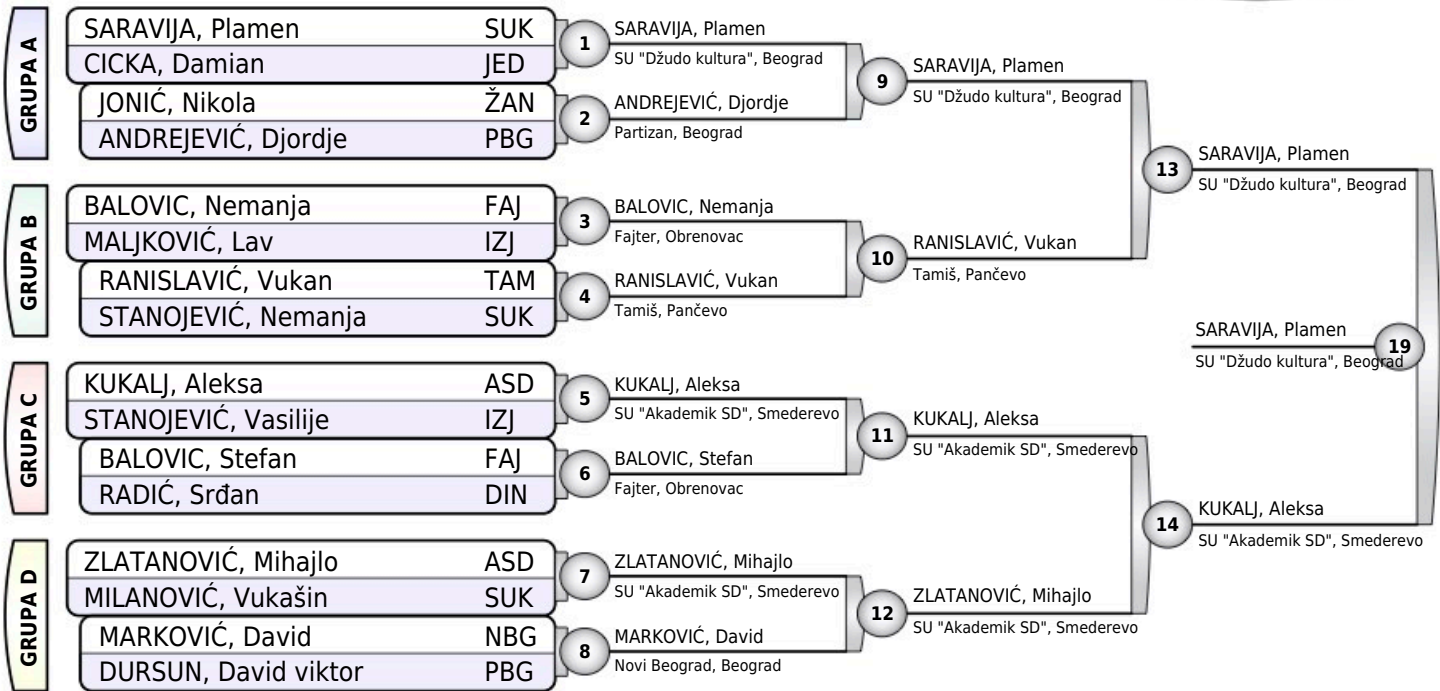 GRUPA A
SARAVIJA, Plamen SUK
CICKA, Damian JED
JONIĆ, Nikola ŽAN
ANDREJEVIĆ, Djordje PBG
GRUPA B
BALOVIC, Nemanja FAJ
MALJKOVIĆ, Lav IZJ
RANISLAVIĆ, Vukan TAM
STANOJEVIĆ, Nemanja SUK
GRUPA C
KUKALJ, Aleksa ASD
STANOJEVIĆ, Vasilije IZJ
BALOVIC, Stefan FAJ
RADIĆ, Srđan DIN
GRUPA D
ZLATANOVIĆ, Mihajlo ASD
MILANOVIĆ, Vukašin SUK
MARKOVIĆ, David NBG
DURSUN, David viktor PBG
1
SARAVIJA, Plamen
SU "Džudo kultura", Beograd
2
ANDREJEVIĆ, Djordje
Partizan, Beograd
3
BALOVIC, Nemanja
Fajter, Obrenovac
4
RANISLAVIĆ, Vukan
Tamiš, Pančevo
5
KUKALJ, Aleksa
SU "Akademik SD", Smederevo
6
BALOVIC, Stefan
Fajter, Obrenovac
7
ZLATANOVIĆ, Mihajlo
SU "Akademik SD", Smederevo
8
MARKOVIĆ, David
Novi Beograd, Beograd
9
SARAVIJA, Plamen
SU "Džudo kultura", Beograd
10
RANISLAVIĆ, Vukan
Tamiš, Pančevo
11
KUKALJ, Aleksa
SU "Akademik SD", Smederevo
12
ZLATANOVIĆ, Mihajlo
SU "Akademik SD", Smederevo
13
SARAVIJA, Plamen
SU "Džudo kultura", Beograd
14
KUKALJ, Aleksa
SU "Akademik SD", Smederevo
SARAVIJA, Plamen
SU "Džudo kultura", Beograd
19